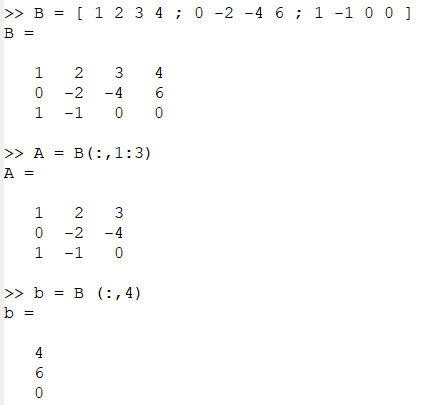 >> B = [ 1 2 3 4 ; 0 -2 -4 6 ; 1 -1 0 0 ]
B =
1 2 3 4
0 -2 -4 6
1 -1 0 0
>> A = B(:,1:3)
A =
1 2 3
0 -2 -4
1 -1 0
>> b = B (:,4)
b =
4
6
0